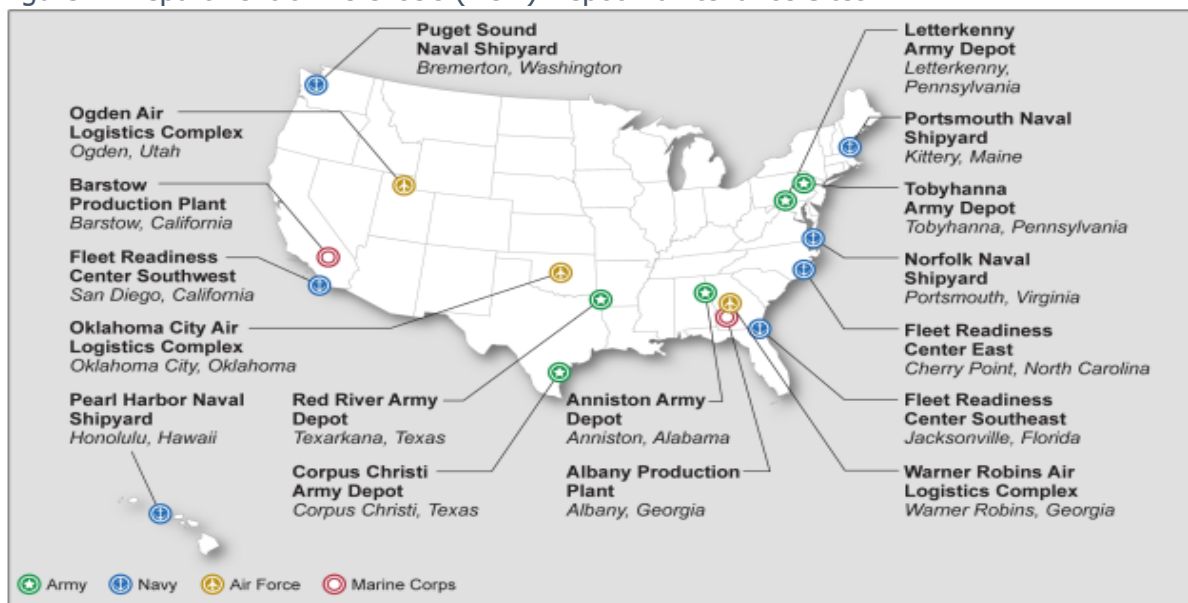 Puget Sound
Naval Shipyard
Bremerton, Washington
Letterkenny
Army Depot
Letterkenny,
Pennsylvania
Ogden Air
Logistics Complex
Ogden, Utah
Portsmouth Naval
Shipyard
Kittery, Maine
Barstow
Production Plant
Barstow, California
Tobyhanna
Army Depot
Tobyhanna, Pennsylvania
Fleet Readiness
Center Southwest
San Diego, California
Norfolk Naval
Shipyard
Portsmouth, Virginia
Oklahoma City Air
Logistics Complex
Oklahoma City, Oklahoma
Fleet Readiness
Center East
Cherry Point, North Carolina
Pearl Harbor Naval
Shipyard
Honolulu, Hawaii
Red River Army
Depot
Texarkana, Texas
Anniston Army
Depot
Anniston, Alabama
Fleet Readiness
Center Southeast
Jacksonville, Florida
Corpus Christi
Army Depot
Corpus Christi, Texas
Albany Production
Plant
Albany, Georgia
Warner Robins Air
Logistics Complex
Warner Robins, Georgia
Army Navy Air Force Marine Corps